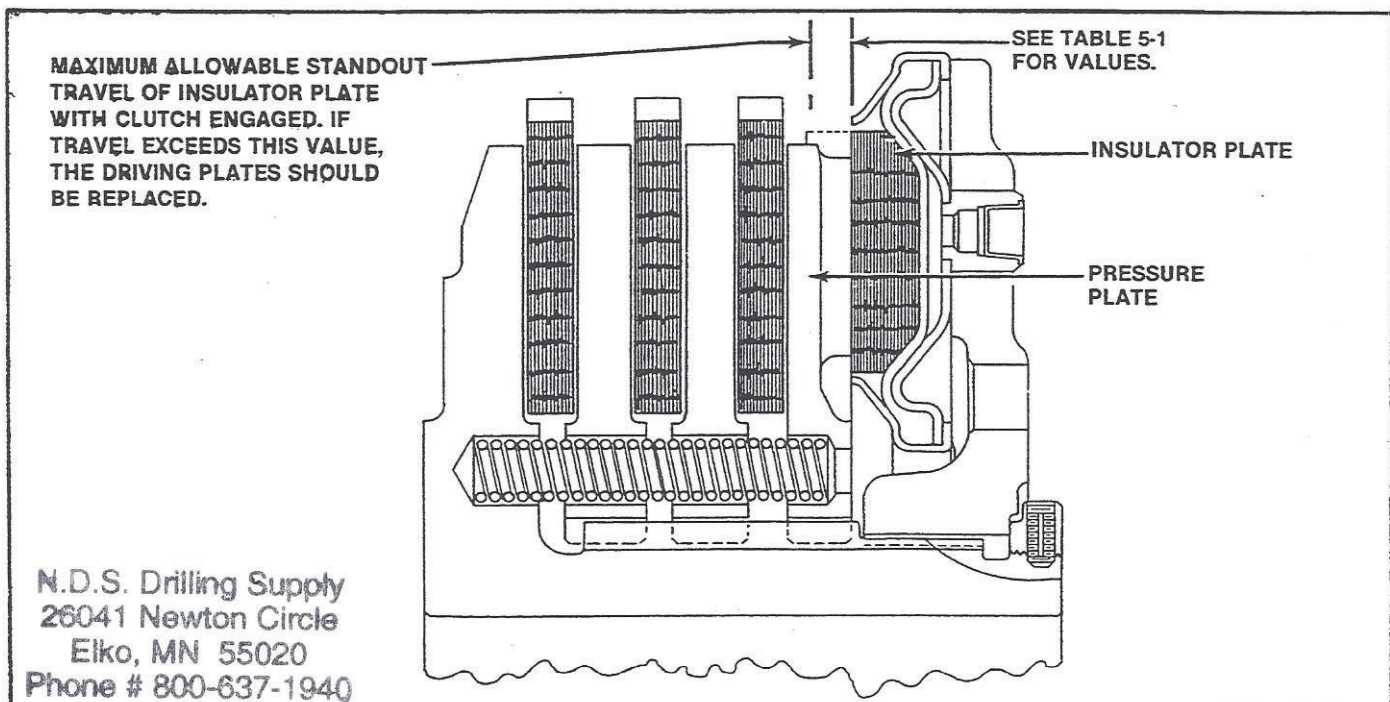 MAXIMUM ALLOWABLE STANDOUT
TRAVEL OF INSULATOR PLATE
WITH CLUTCH ENGAGED. IF
TRAVEL EXCEEDS THIS VALUE,
THE DRIVING PLATES SHOULD
BE REPLACED.
SEE TABLE 5-1
FOR VALUES.
INSULATOR PLATE
PRESSURE
PLATE
N.D.S. Drilling Supply
26041 Newton Circle
Elko, MN 55020
Phone # 800-637-1940